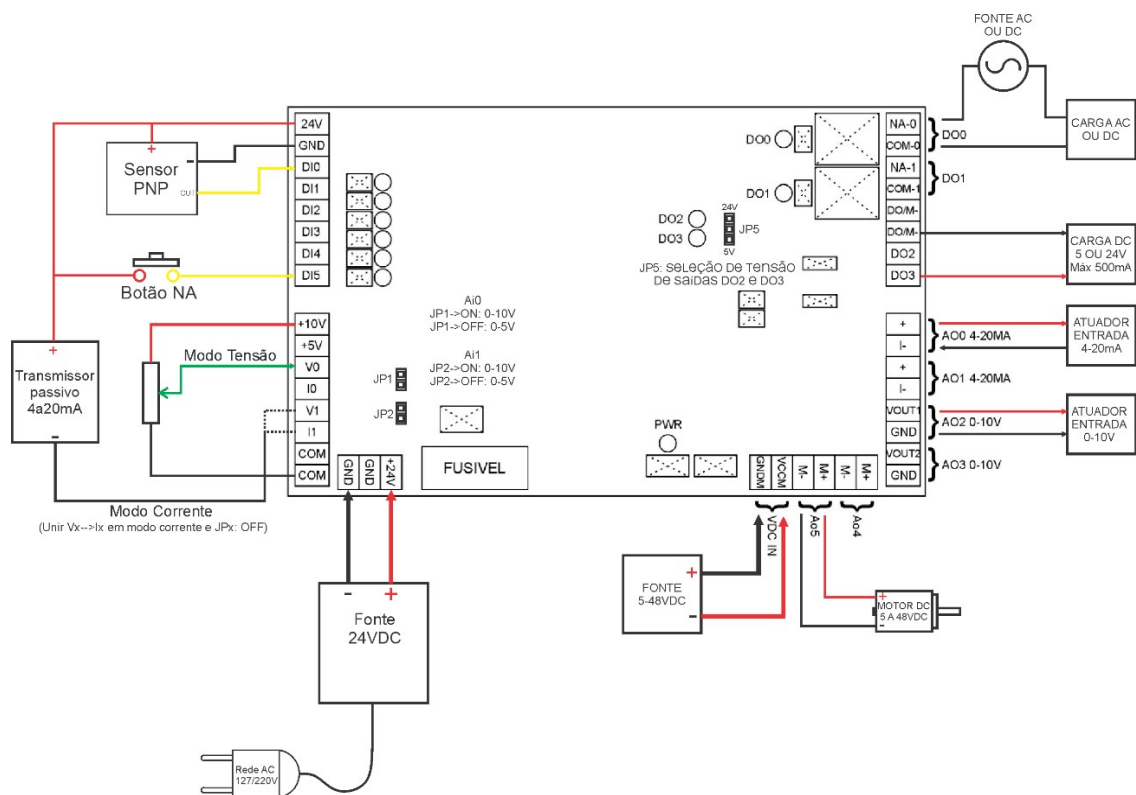 FONTE AC
OU DC
CARGA AC
OU DC
24V
GND
DI0
DI1
DI2
DI3
DI4
DI5
+
-
Sensor
PNP
OUT
Botão NA
+10V
+5V
V0
I0
V1
I1
COM
COM
Modo Tensão
+
Transmissor
passivo
4a20mA
-
Modo Corrente
(Unir Vx-->Ix em modo corrente e JPx: OFF)
Ai0
JP1->ON: 0-10V
JP1->OFF: 0-5V
Ai1
JP2->ON: 0-10V
JP2->OFF: 0-5V
JP1
JP2
DO0
DO1
DO2
DO3
24V
JP5
5V
JP5: SELEÇÃO DE TENSÃO
DE SAÍDAS DO2 e DO3
NA-0
COM-0
NA-1
COM-1
DO/M-
DO/M-
DO2
DO3
DO0
DO1
CARGA DC
5 OU 24V
Máx 500mA
+
I-
+
I-
VOUT1
GND
VOUT2
GND
AO0 4-20MA
AO1 4-20MA
AO2 0-10V
AO3 0-10V
ATUADOR
ENTRADA
4-20mA
ATUADOR
ENTRADA
0-10V
PWR
FUSIVEL
GND
GND
+24V
GNDM
VCCM
M-
M+
M-
M+
VDC IN
Ao5
Ao4
- +
Fonte
24VDC
Rede AC
127/220V
+
FONTE
5-48VDC
-
+
MOTOR DC
5 A 48VDC
-